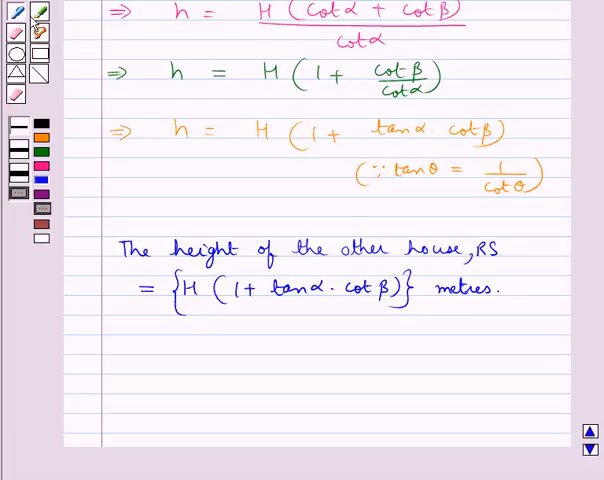 ⇒ h = H (cot α + cot β) / cot α
⇒ h = H (1 + cot β / cot α)
⇒ h = H (1 + tan α · cot β)
(∵ tan θ = 1 / cot θ)
The height of the other house, RS
= {H (1 + tan α · cot β)} metres.